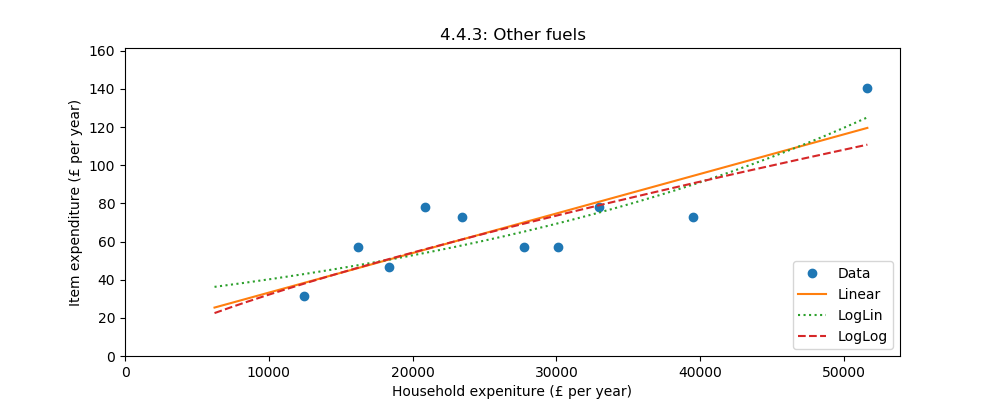 4.4.3: Other fuels
160
140
120
100
80
60
40
20
0
Item expenditure (£ per year)
0 10000 20000 30000 40000 50000
Household expeniture (£ per year)
Data
Linear
LogLin
LogLog